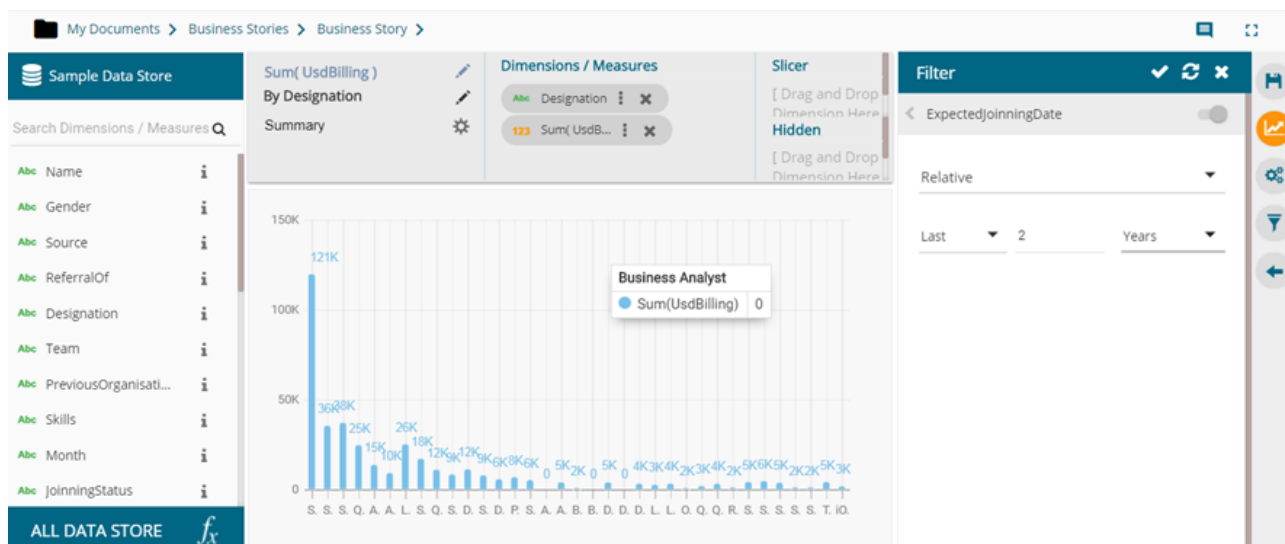 My Documents > Business Stories > Business Story >
Sample Data Store
Search Dimensions / Measures
Abc Name i
Abc Gender i
Abc Source i
Abc ReferralOf i
Abc Designation i
Abc Team i
Abc PreviousOrganisati... i
Abc Skills i
Abc Month i
Abc JoinningStatus i
ALL DATA STORE fx
Sum( UsdBilling )
By Designation
Summary
Dimensions / Measures
Abc Designation
123 Sum( UsdB...
Slicer
[ Drag and Drop
Dimension Here
Hidden
[ Drag and Drop
Dimension Here
150K
100K
50K
0
121K
36K 38K 25K 15K 10K 26K 18K 12K 9K 12K 9K 6K 8K 6K 0 5K 2K 0 5K 0 4K 3K 4K 2K 3K 4K 2K 5K 6K 5K 2K 2K 5K 3K
Business Analyst
Sum(UsdBilling) 0
S. S. S. Q. A. A. L. S. Q. S. D. S. D. P. S. A. A. B. B. D. D. D. L. L. O. Q. Q. R. S. S. S. S. S. T. iO.
Filter
ExpectedJoinningDate
Relative
Last 2 Years